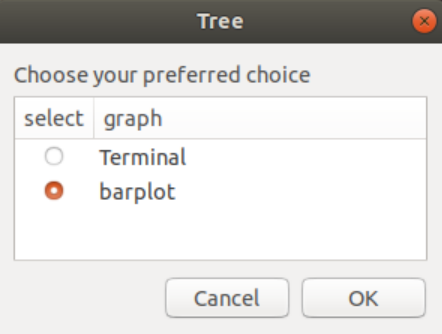 Tree
Choose your preferred choice
select graph
Terminal
barplot
Cancel OK